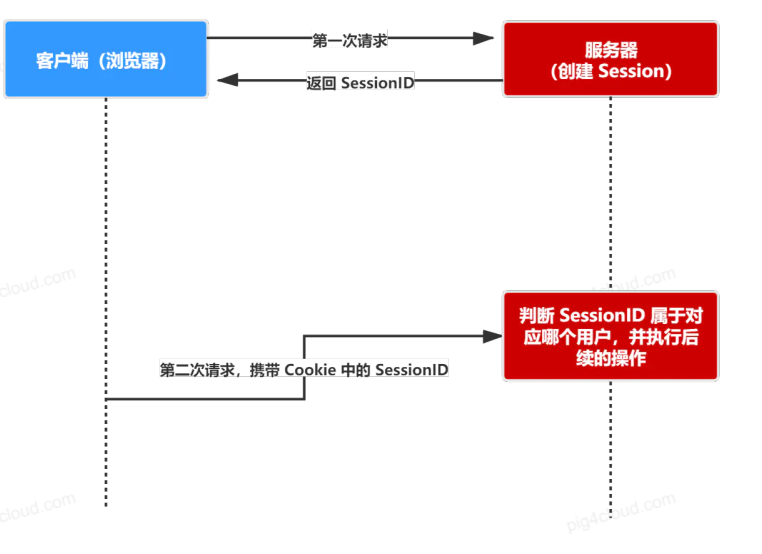 客户端（浏览器）
第一次请求
服务器
（创建 Session）
返回 SessionID
cloud.com
pig4cloud.com
判断 SessionID 属于对
应哪个用户，并执行后
续的操作
第二次请求，携带 Cookie 中的 SessionID
cloud.com
pig4cloud.com